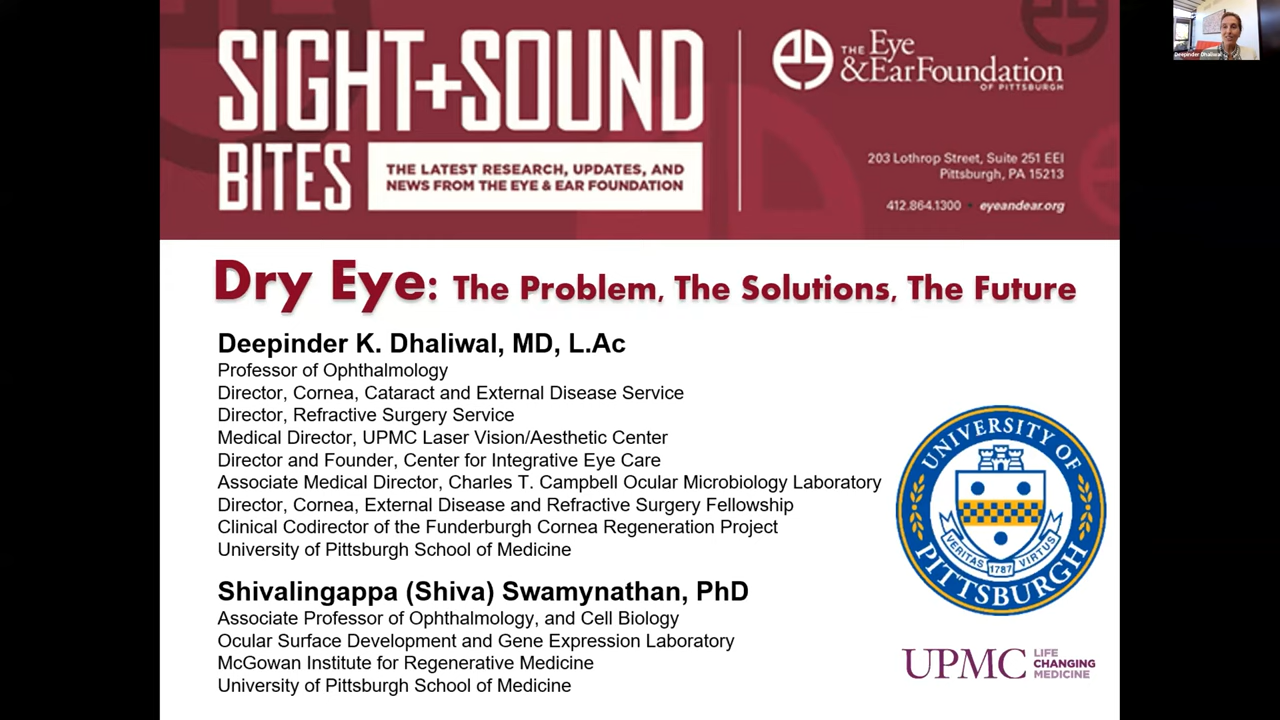 SIGHT+SOUND
BITES
THE LATEST RESEARCH, UPDATES, AND
NEWS FROM THE EYE & EAR FOUNDATION
THE Eye
& Ear Foundation
OF PITTSBURGH
203 Lothrop Street, Suite 251 EEI
Pittsburgh, PA 15213
412.864.1300 • eyeandear.org
Deepinder Dhaliwal
Dry Eye: The Problem, The Solutions, The Future
Deepinder K. Dhaliwal, MD, L.Ac
Professor of Ophthalmology
Director, Cornea, Cataract and External Disease Service
Director, Refractive Surgery Service
Medical Director, UPMC Laser Vision/Aesthetic Center
Director and Founder, Center for Integrative Eye Care
Associate Medical Director, Charles T. Campbell Ocular Microbiology Laboratory
Director, Cornea, External Disease and Refractive Surgery Fellowship
Clinical Codirector of the Funderburgh Cornea Regeneration Project
University of Pittsburgh School of Medicine
Shivalingappa (Shiva) Swamynathan, PhD
Associate Professor of Ophthalmology, and Cell Biology
Ocular Surface Development and Gene Expression Laboratory
McGowan Institute for Regenerative Medicine
University of Pittsburgh School of Medicine
UNIVERSITY OF
PITTSBURGH
VERITAS 1787 VIRTUS
UPMC LIFE
CHANGING
MEDICINE